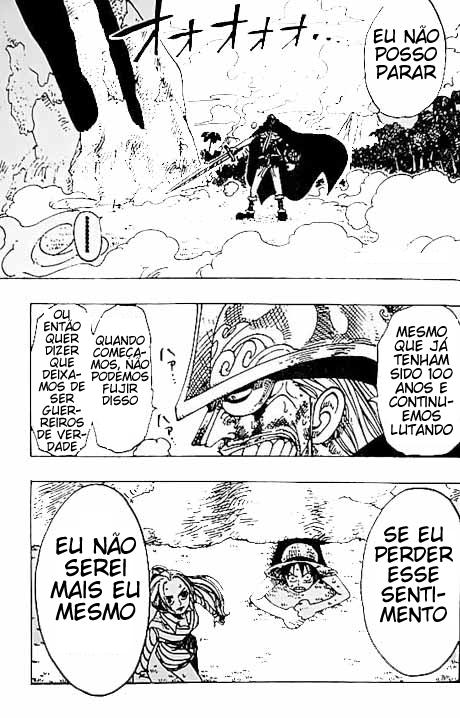 オオオオオ...
EU NÃO
POSSO
PARAR
MESMO
QUE JÁ
TENHAM
SIDO 100
ANOS E
CONTINU-
EMOS
LUTANDO
QUANDO
COMEÇA-
MOS, NÃO
PODEMOS
FUJIR
DISSO
OU
ENTÃO
QUER
DIZER
QUE
DEIXA-
MOS DE
SER
GUER-
REIROS
DE VER-
DADE
ハァ
ハァ
SE EU
PERDER
ESSE
SENTI-
MENTO
EU NÃO
SEREI
MAIS EU
MESMO